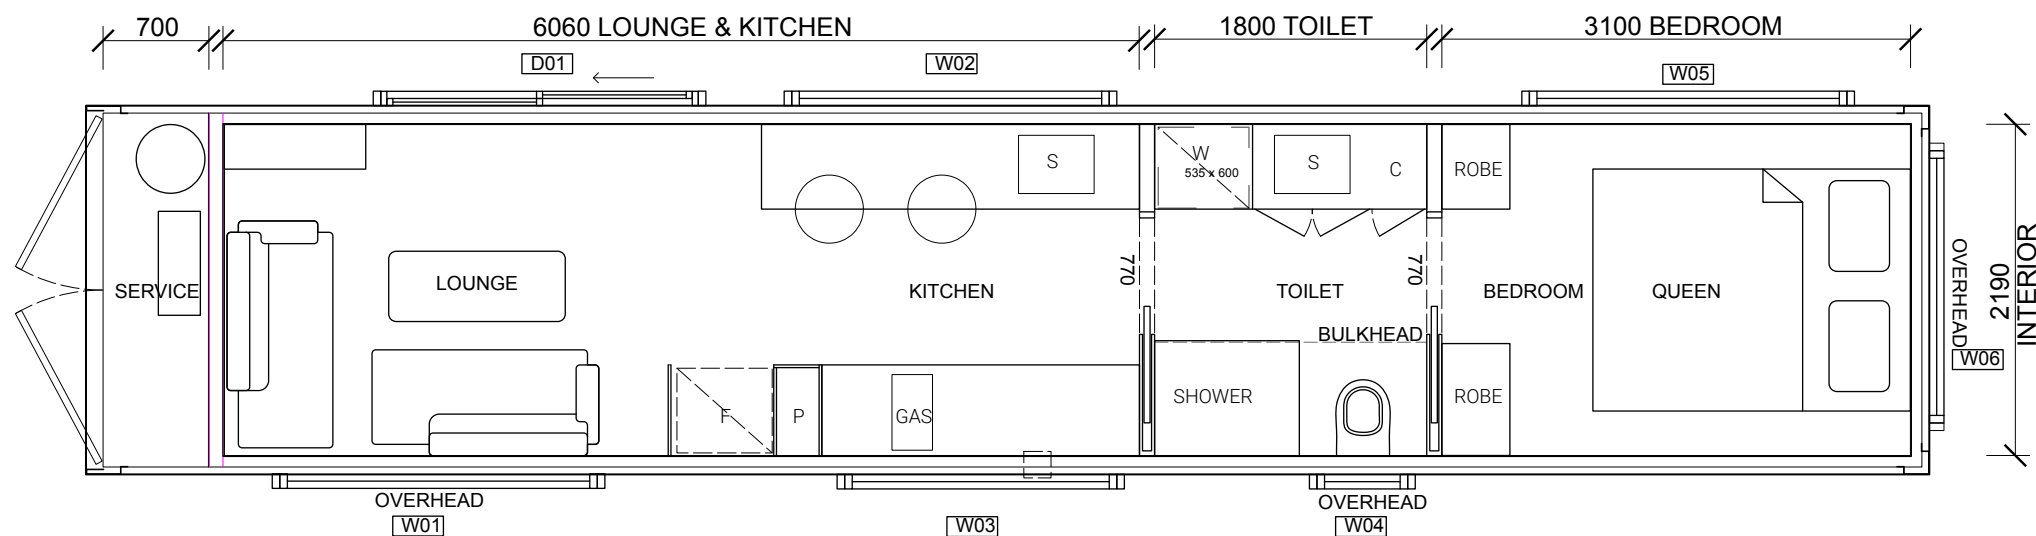 700
6060 LOUNGE & KITCHEN
1800 TOILET
3100 BEDROOM
D01
W02
W05
S
W
535 x 600
S
C
ROBE
770
770
SERVICE
LOUNGE
KITCHEN
TOILET
BEDROOM
QUEEN
OVERHEAD
W06
2190
INTERIOR
BULKHEAD
F
P
GAS
SHOWER
ROBE
OVERHEAD
W01
W03
OVERHEAD
W04